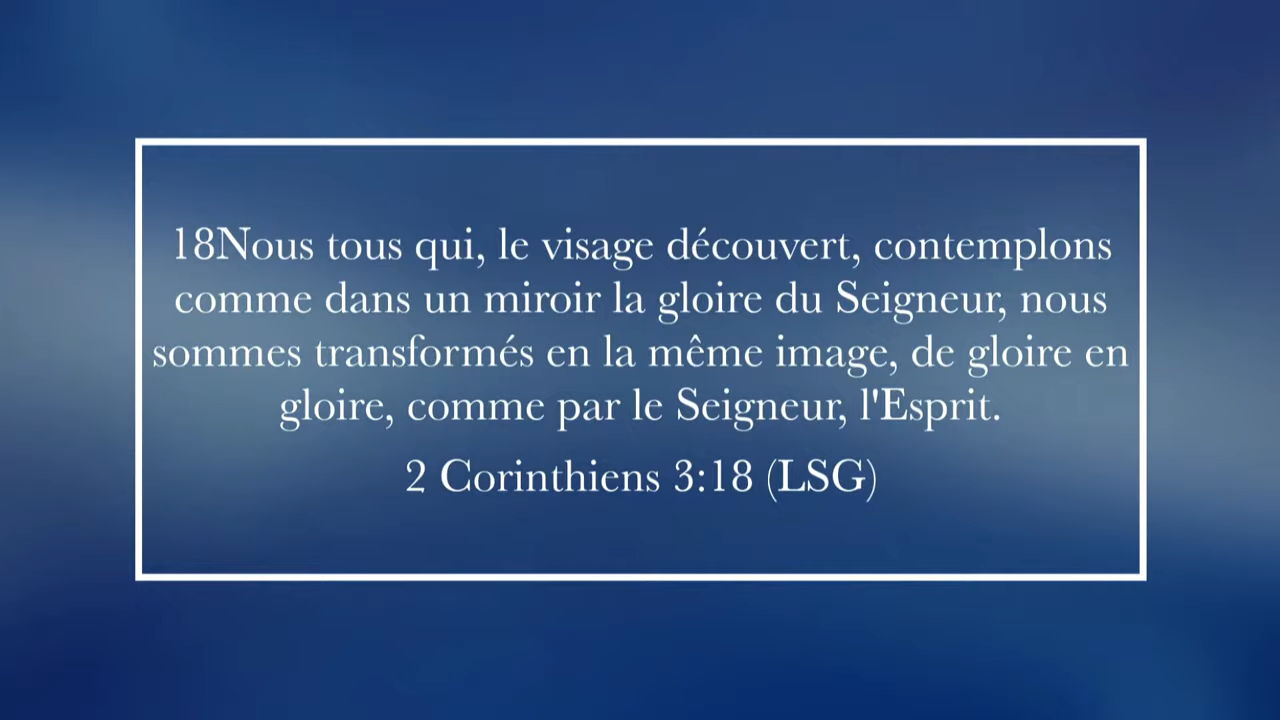 18Nous tous qui, le visage découvert, contemplons
comme dans un miroir la gloire du Seigneur, nous
sommes transformés en la même image, de gloire en
gloire, comme par le Seigneur, l'Esprit.
2 Corinthiens 3:18 (LSG)